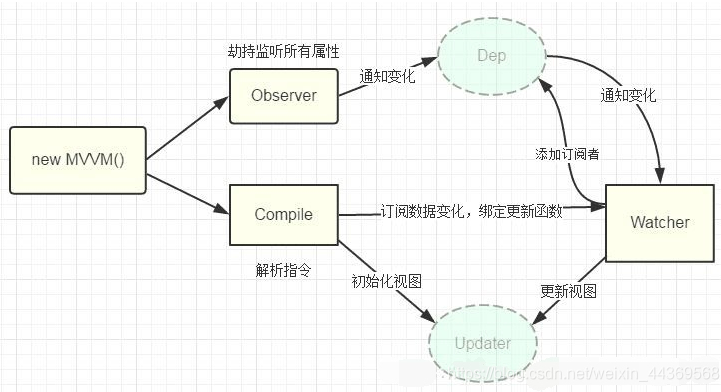 劫持监听所有属性
Dep
Observer
通知变化
通知变化
new MVVM()
添加订阅者
Compile
订阅数据变化，绑定更新函数
Watcher
解析指令
初始化视图
更新视图
Updater
https://blog.csdn.net/weixin_44369568